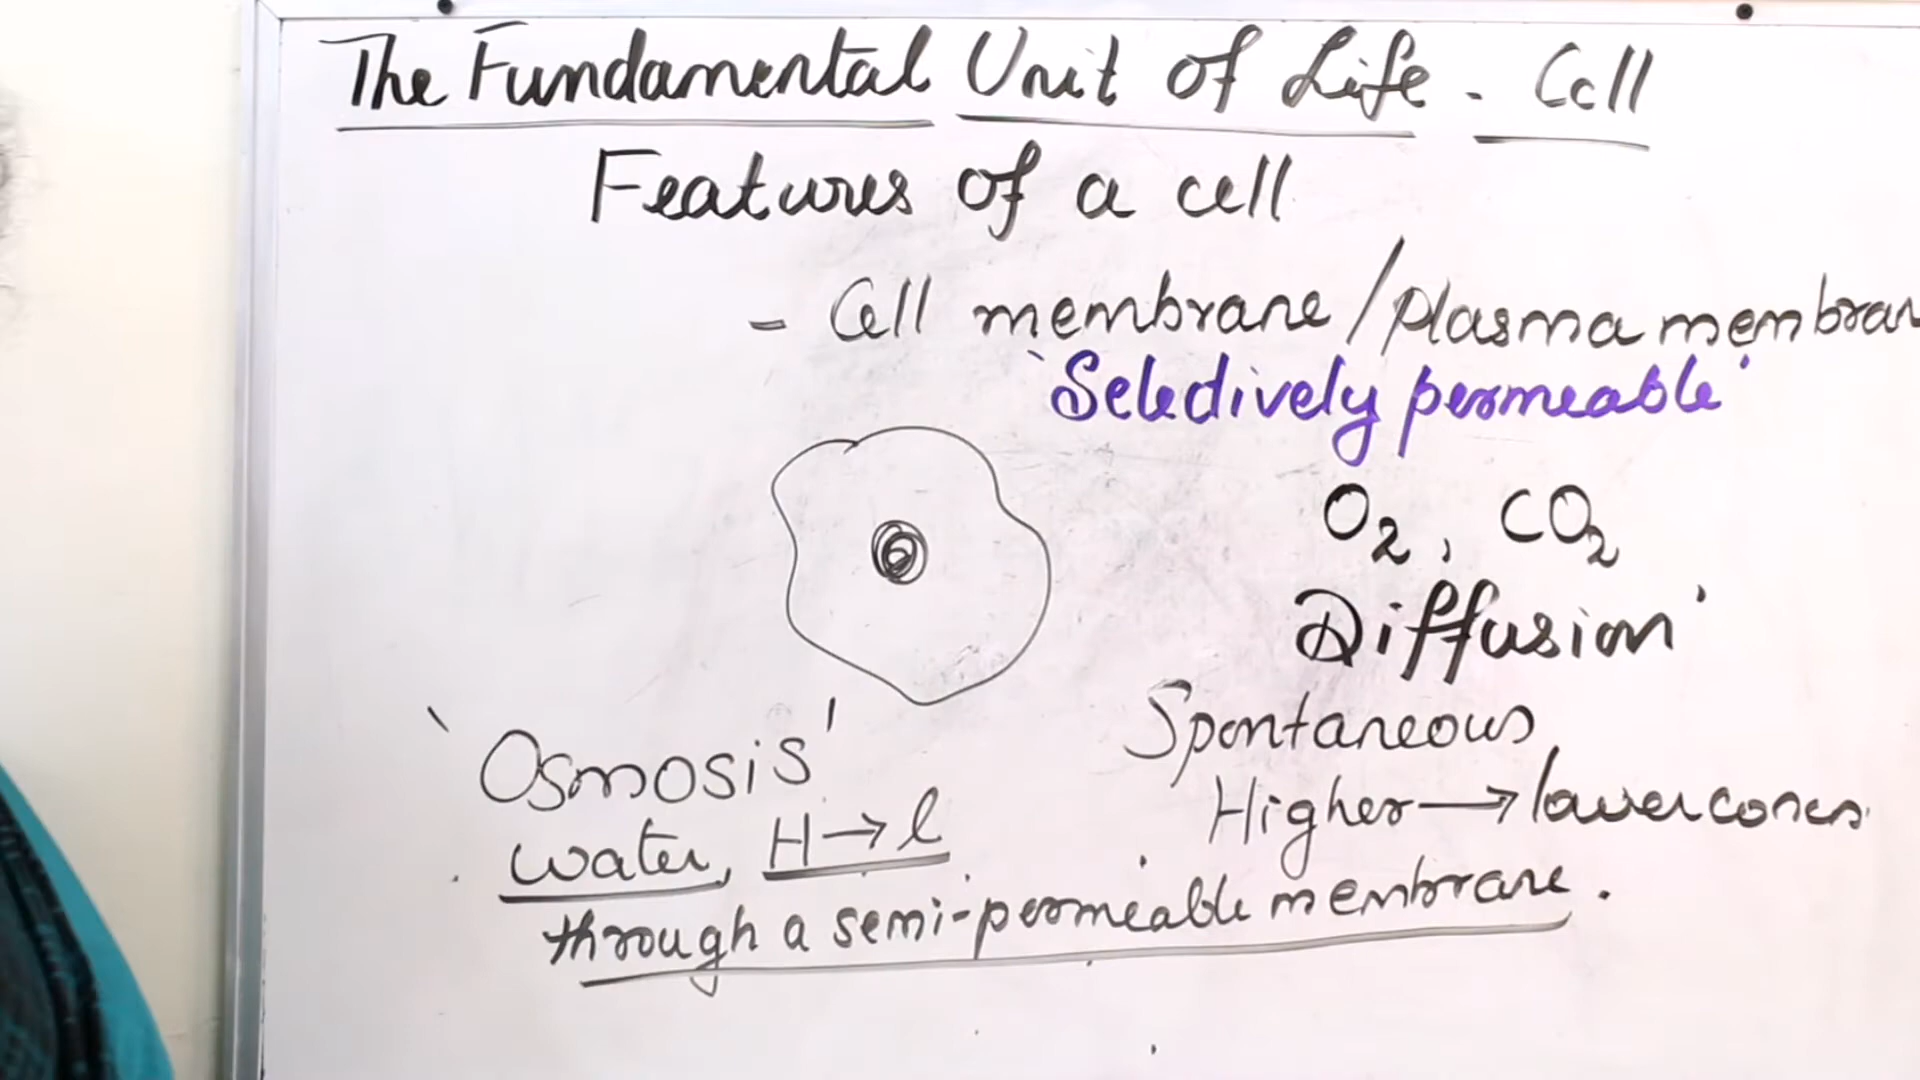 The Fundamental Unit of Life - Cell
Features of a cell
- Cell membrane/plasma membran
'Selectively permeable'
O2, CO2
Diffusion'
'Osmosis'
water, H→l
through a semi-permeable membrane.
Spontaneous
Higher→lower concn